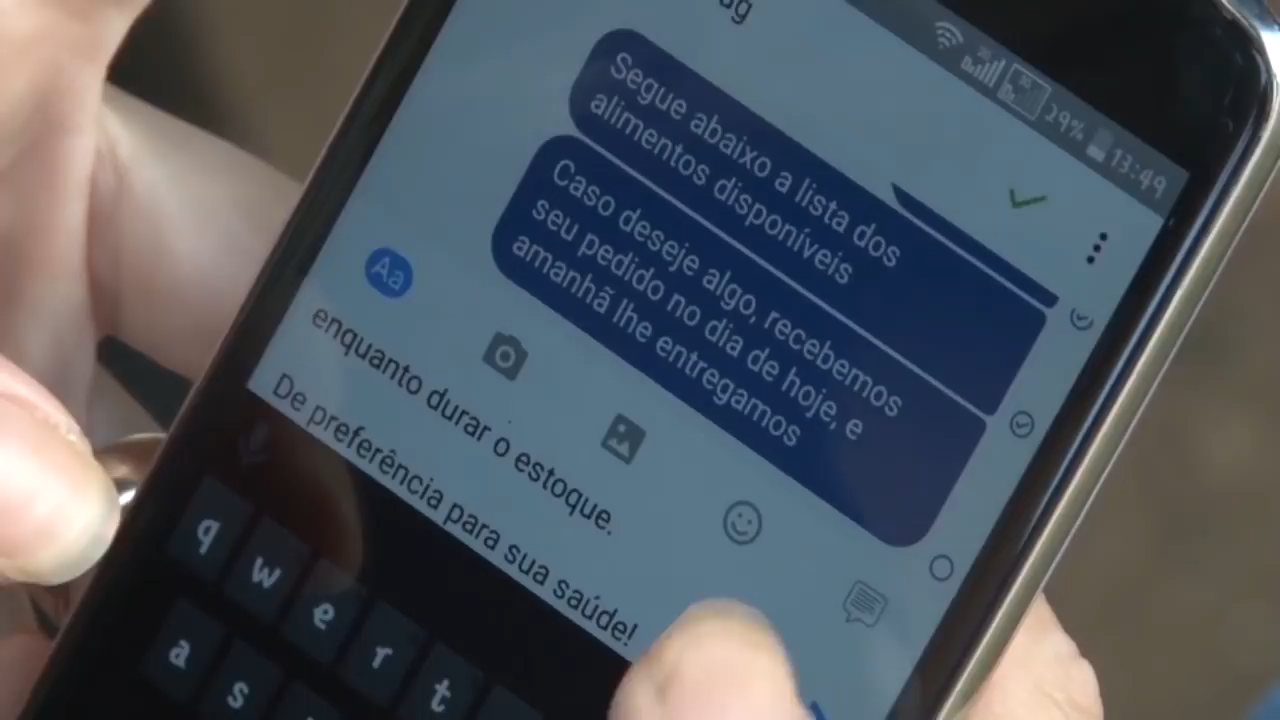 29% 13:49
Segue abaixo a lista dos
alimentos disponíveis
Caso deseje algo, recebemos
seu pedido no dia de hoje, e
amanhã lhe entregamos
Aa
enquanto durar o estoque.
De preferência para sua saúde!
q w e r t
a s